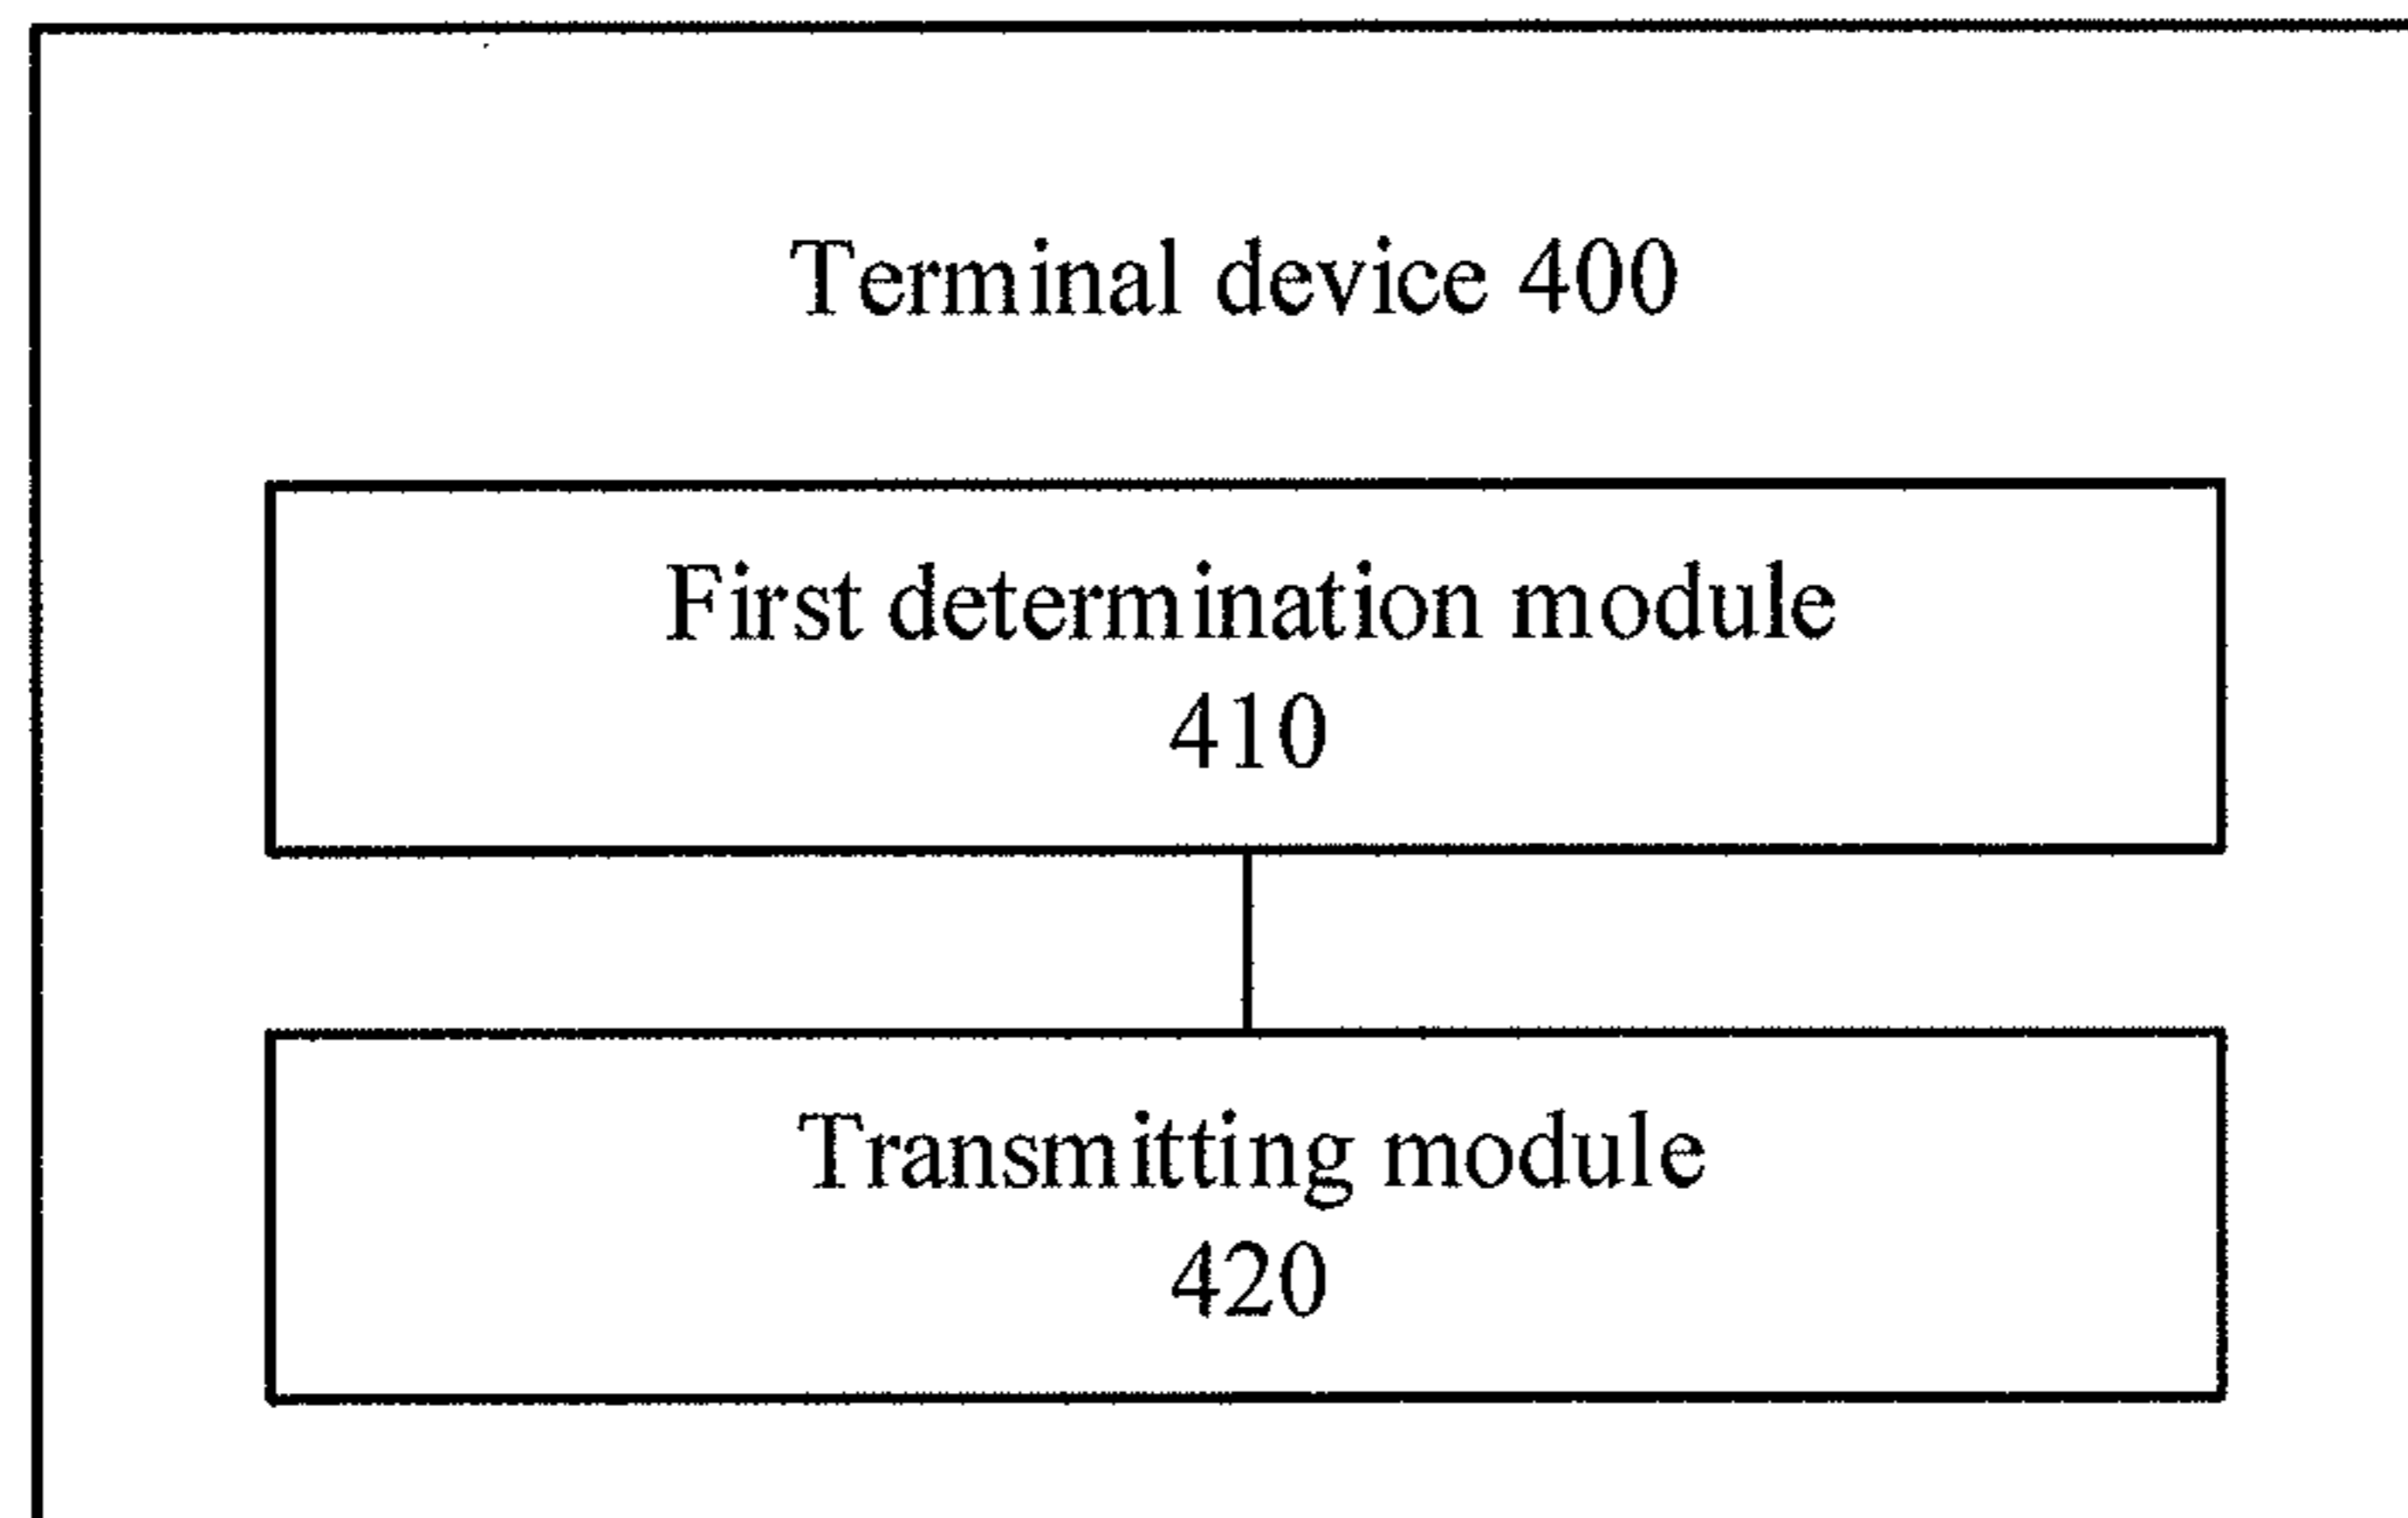 Terminal device 400
First determination module
410
Transmitting module
420